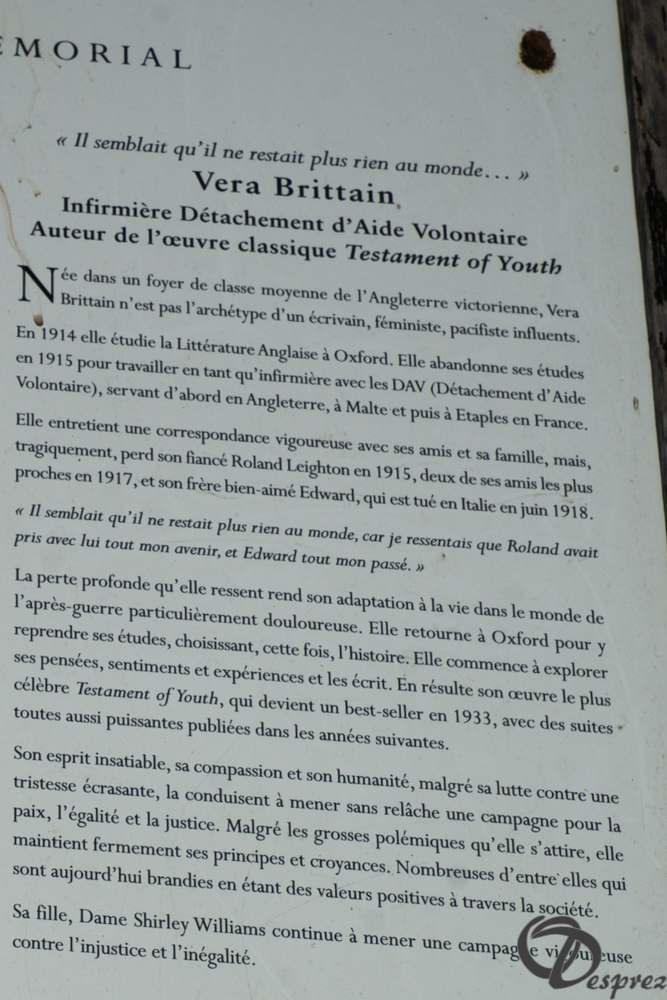 EMORIAL
« Il semblait qu'il ne restait plus rien au monde... »
Vera Brittain
Infirmière Détachement d'Aide Volontaire
Auteur de l'œuvre classique Testament of Youth
Née dans un foyer de classe moyenne de l'Angleterre victorienne, Vera
Brittain n'est pas l'archétype d'un écrivain, féministe, pacifiste influents.
En 1914 elle étudie la Littérature Anglaise à Oxford. Elle abandonne ses études
en 1915 pour travailler en tant qu'infirmière avec les DAV (Détachement d'Aide
Volontaire), servant d'abord en Angleterre, à Malte et puis à Etaples en France.
Elle entretient une correspondance vigoureuse avec ses amis et sa famille, mais,
tragiquement, perd son fiancé Roland Leighton en 1915, deux de ses amis les plus
proches en 1917, et son frère bien-aimé Edward, qui est tué en Italie en juin 1918.
« Il semblait qu'il ne restait plus rien au monde, car je ressentais que Roland avait
pris avec lui tout mon avenir, et Edward tout mon passé. »
La perte profonde qu'elle ressent rend son adaptation à la vie dans le monde de
l'après-guerre particulièrement douloureuse. Elle retourne à Oxford pour y
reprendre ses études, choisissant, cette fois, l'histoire. Elle commence à explorer
ses pensées, sentiments et expériences et les écrit. En résulte son œuvre le plus
célèbre Testament of Youth, qui devient un best-seller en 1933, avec des suites
toutes aussi puissantes publiées dans les années suivantes.
Son esprit insatiable, sa compassion et son humanité, malgré sa lutte contre une
tristesse écrasante, la conduisent à mener sans relâche une campagne pour la
paix, l'égalité et la justice. Malgré les grosses polémiques qu'elle s'attire, elle
maintient fermement ses principes et croyances. Nombreuses d'entre elles qui
sont aujourd'hui brandies en étant des valeurs positives à travers la société.
Sa fille, Dame Shirley Williams continue à mener une campagne vigoureuse
contre l'injustice et l'inégalité.
Desprez